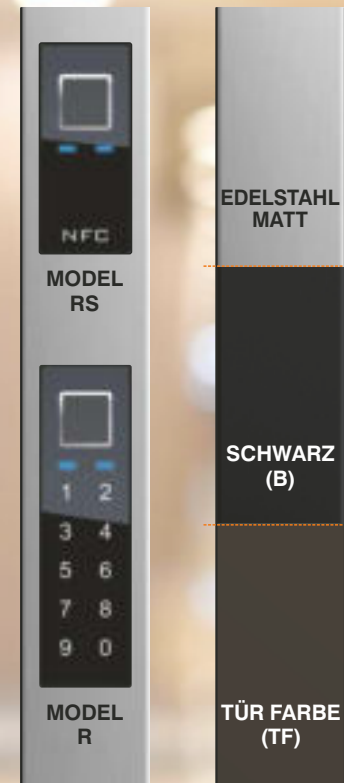 NFC
MODEL
RS
1 2
3 4
5 6
7 8
9 0
MODEL
R
EDELSTAHL
MATT
SCHWARZ
(B)
TÜR FARBE
(TF)